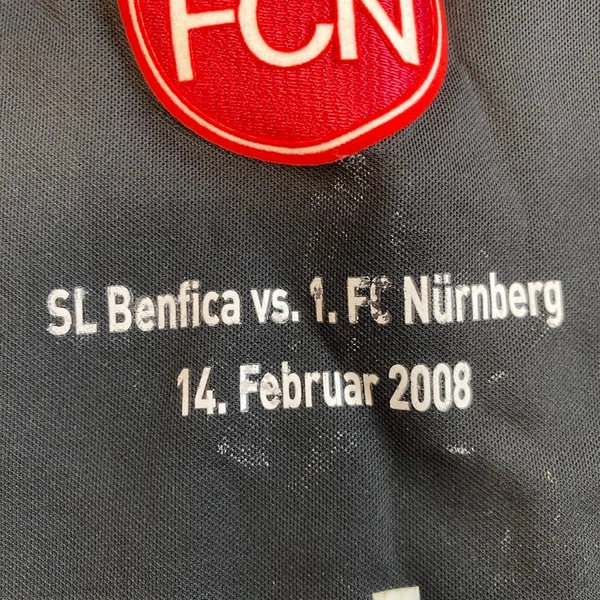 FCN
SL Benfica vs. 1. FC Nürnberg
14. Februar 2008